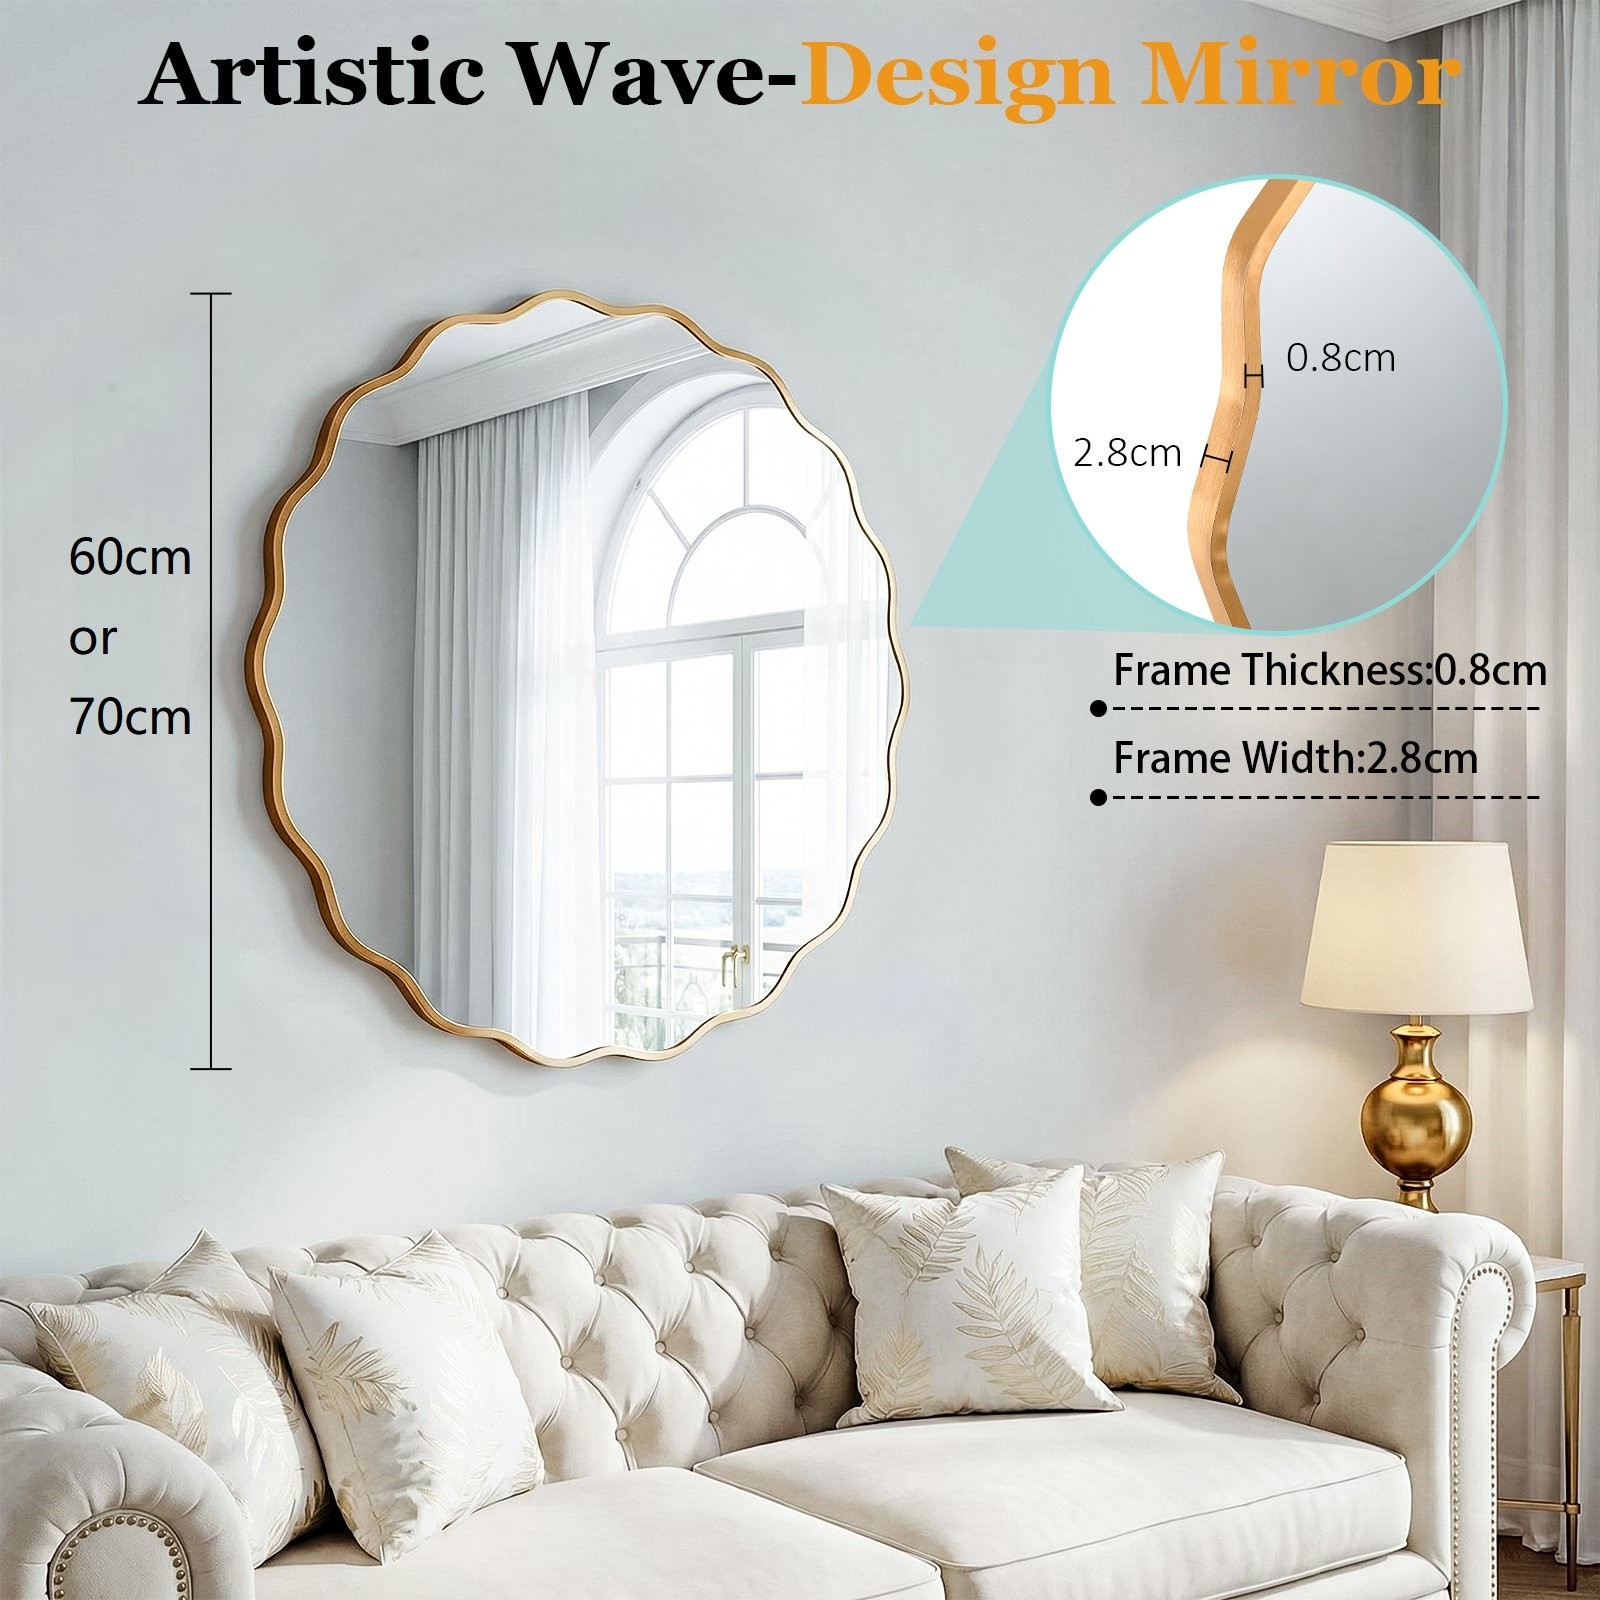 Artistic Wave-Design Mirror
0.8cm
2.8cm
60cm
or
70cm
Frame Thickness:0.8cm
Frame Width:2.8cm